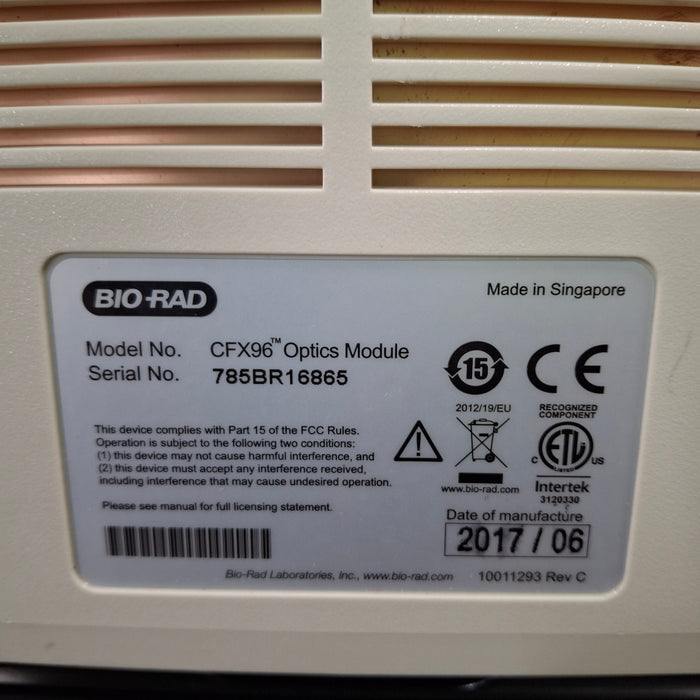 BIO-RAD
Made in Singapore
Model No. CFX96™ Optics Module
Serial No. 785BR16865
15
CE
2012/19/EU
RECOGNIZED
COMPONENT
This device complies with Part 15 of the FCC Rules.
Operation is subject to the following two conditions:
(1) this device may not cause harmful interference, and
(2) this device must accept any interference received,
including interference that may cause undesired operation.
!
C ETL US
LISTED
www.bio-rad.com
Intertek
3120330
Please see manual for full licensing statement.
Date of manufacture
2017 / 06
Bio-Rad Laboratories, Inc., www.bio-rad.com
10011293 Rev C